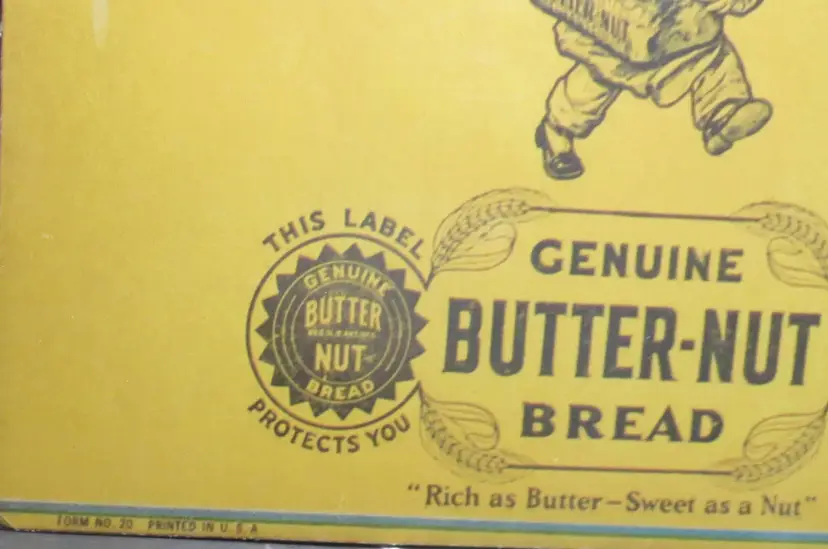 TER-NUT
THIS LABEL
GENUINE
BUTTER
NUT
BREAD
PROTECTS YOU
GENUINE
BUTTER-NUT
BREAD
"Rich as Butter–Sweet as a Nut"
FORM NO. 20 PRINTED IN U.S.A